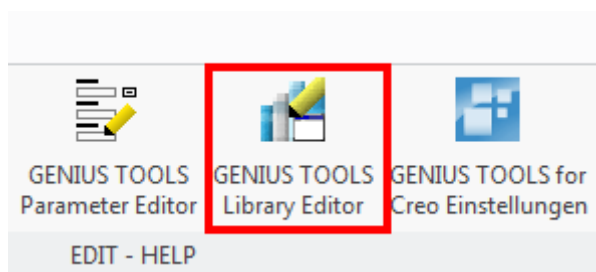 GENIUS TOOLS
Parameter Editor
GENIUS TOOLS
Library Editor
GENIUS TOOLS for
Creo Einstellungen
EDIT - HELP